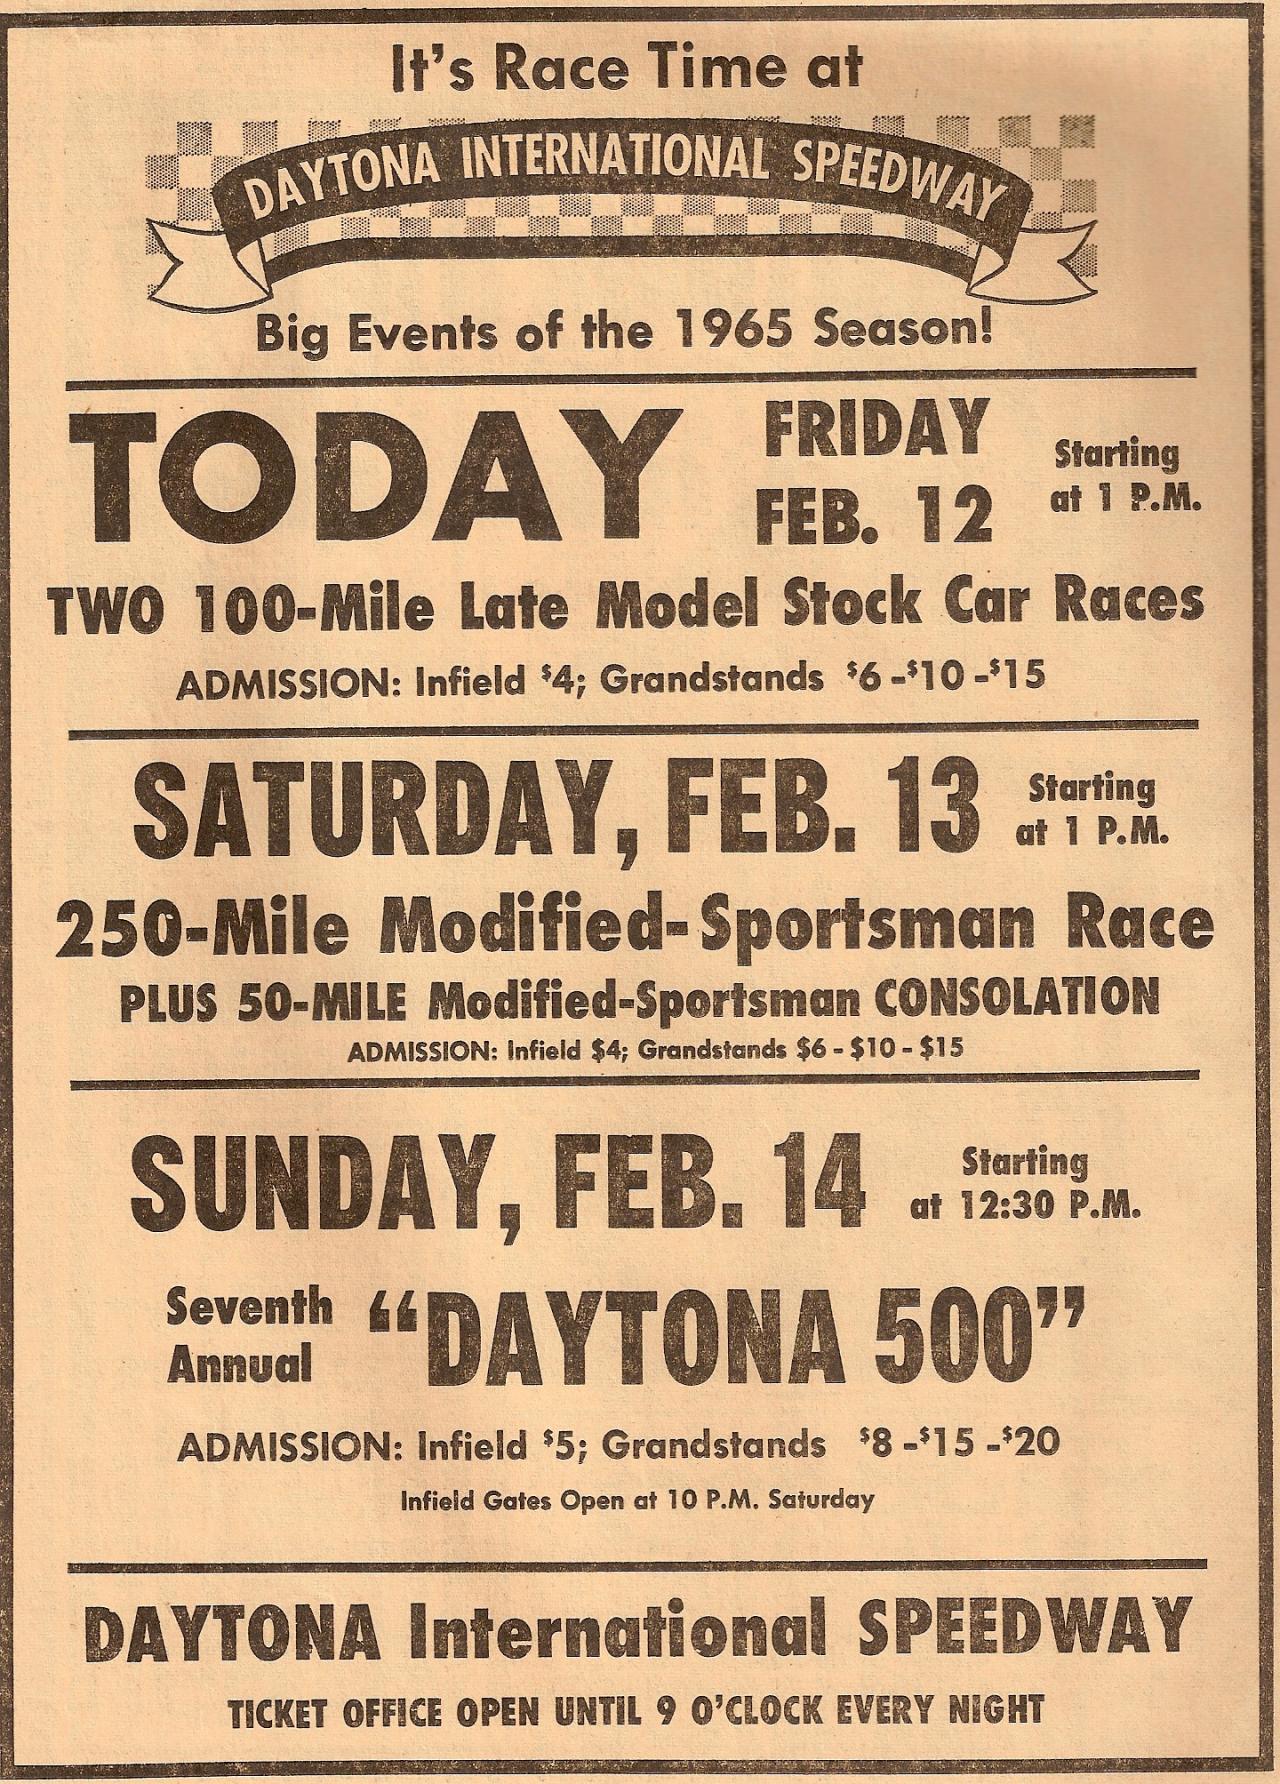 It's Race Time at
DAYTONA INTERNATIONAL SPEEDWAY
Big Events of the 1965 Season!
TODAY FRIDAY FEB. 12 Starting at 1 P.M.
TWO 100-Mile Late Model Stock Car Races
ADMISSION: Infield $4; Grandstands $6 -$10 -$15
SATURDAY, FEB. 13 Starting at 1 P.M.
250-Mile Modified-Sportsman Race
PLUS 50-MILE Modified-Sportsman CONSOLATION
ADMISSION: Infield $4; Grandstands $6 - $10 - $15
SUNDAY, FEB. 14 Starting at 12:30 P.M.
Seventh Annual “DAYTONA 500”
ADMISSION: Infield $5; Grandstands $8 -$15 -$20
Infield Gates Open at 10 P.M. Saturday
DAYTONA International SPEEDWAY
TICKET OFFICE OPEN UNTIL 9 O'CLOCK EVERY NIGHT